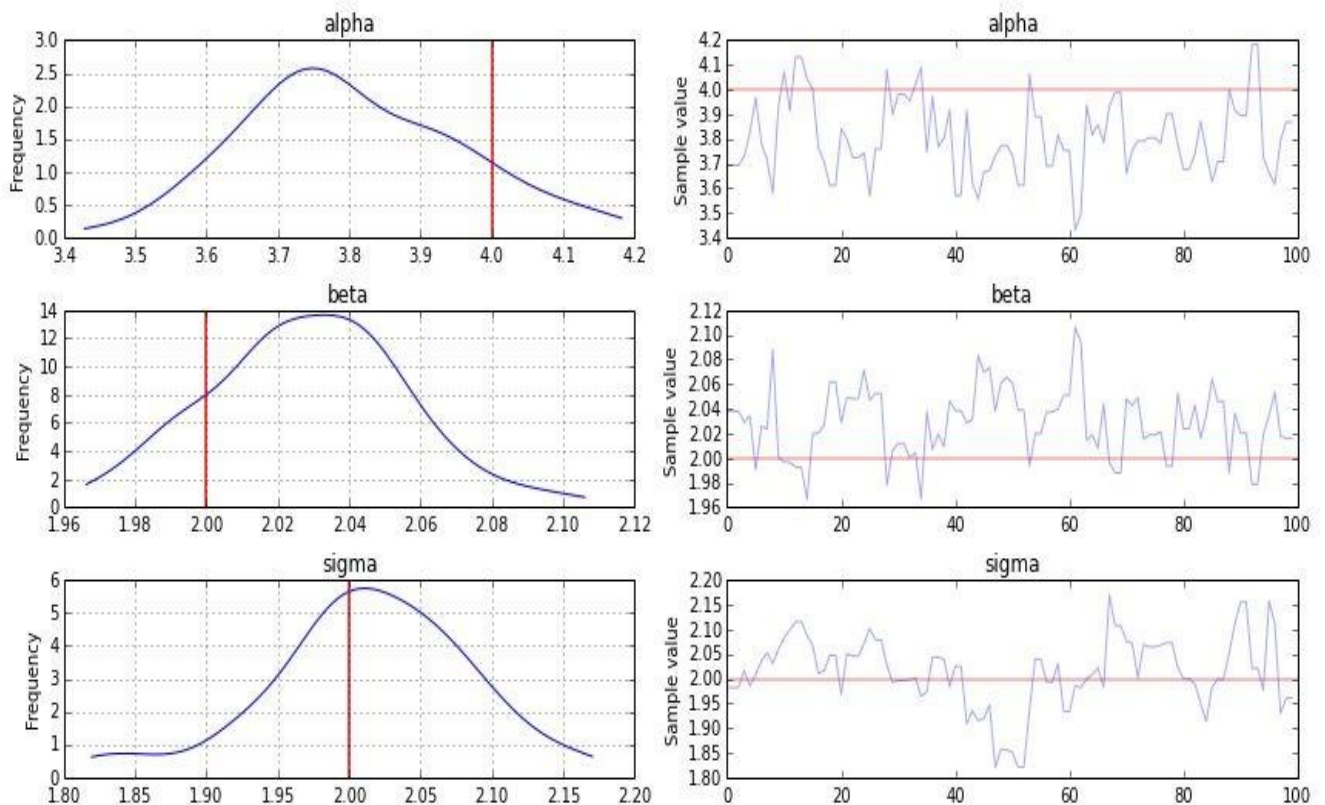 alpha
Frequency
3.0
2.5
2.0
1.5
1.0
0.5
0.0
3.4 3.5 3.6 3.7 3.8 3.9 4.0 4.1 4.2
alpha
Sample value
4.2
4.1
4.0
3.9
3.8
3.7
3.6
3.5
3.4
0 20 40 60 80 100
beta
Frequency
14
12
10
8
6
4
2
0
1.96 1.98 2.00 2.02 2.04 2.06 2.08 2.10 2.12
beta
Sample value
2.12
2.10
2.08
2.06
2.04
2.02
2.00
1.98
1.96
0 20 40 60 80 100
sigma
Frequency
6
5
4
3
2
1
0
1.80 1.85 1.90 1.95 2.00 2.05 2.10 2.15 2.20
sigma
Sample value
2.20
2.15
2.10
2.05
2.00
1.95
1.90
1.85
1.80
0 20 40 60 80 100